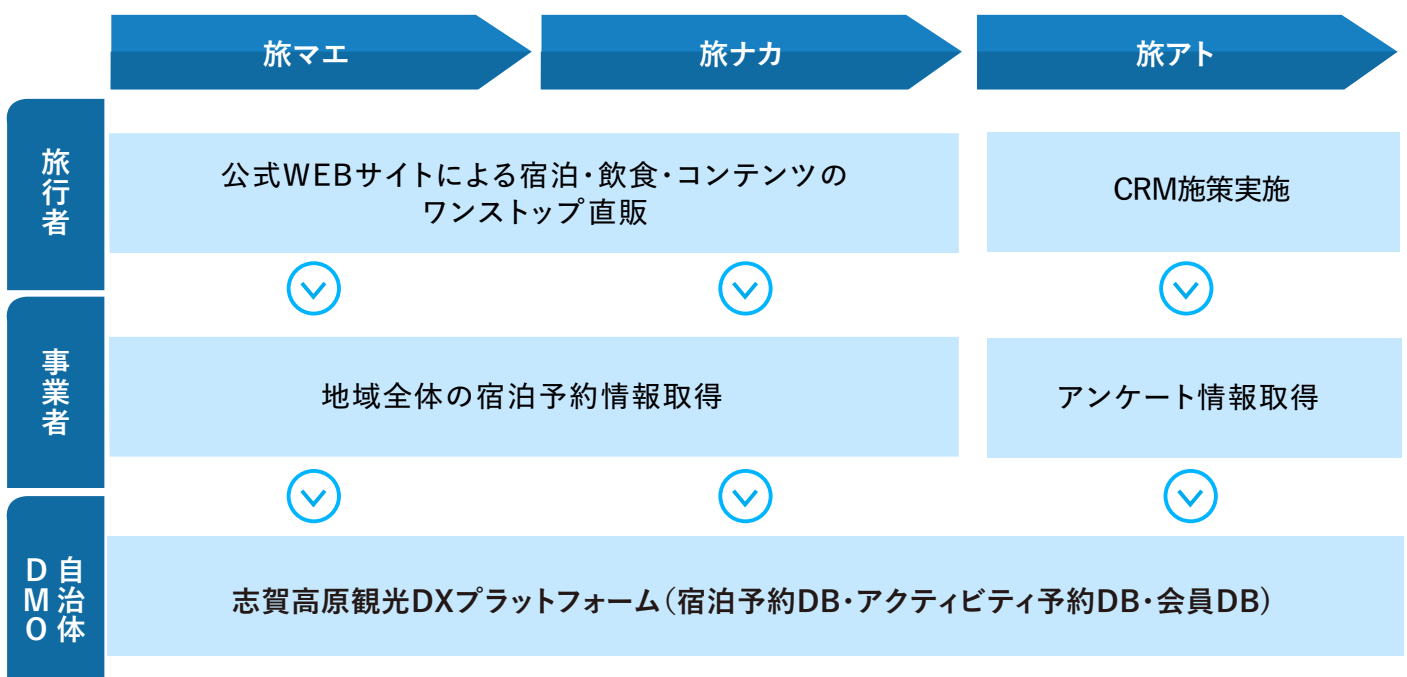 旅マエ
旅ナカ
旅アト
旅行者
公式WEBサイトによる宿泊・飲食・コンテンツの
ワンストップ直販
CRM施策実施
事業者
地域全体の宿泊予約情報取得
アンケート情報取得
自治体
DMO
志賀高原観光DXプラットフォーム（宿泊予約DB・アクティビティ予約DB・会員DB）